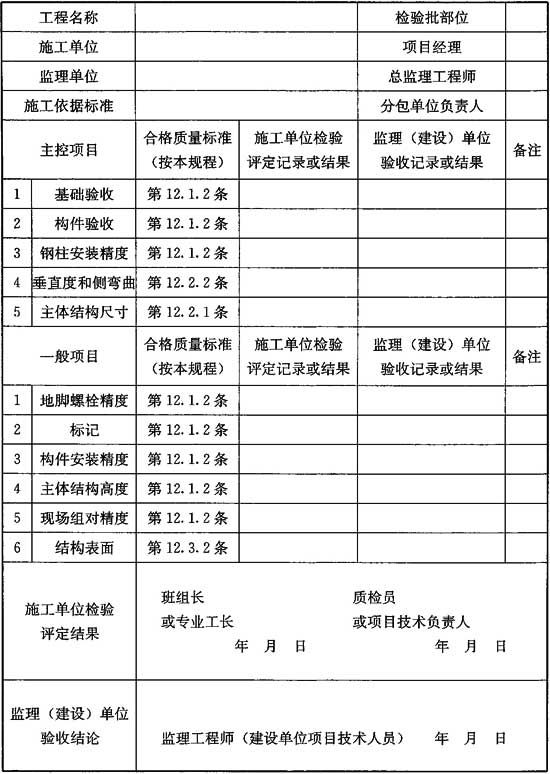 工程名称 检验批部位
施工单位 项目经理
监理单位 总监理工程师
施工依据标准 分包单位负责人
主控项目 合格质量标准（按本规程） 施工单位检验评定记录或结果 监理（建设）单位验收记录或结果 备注
1 基础验收 第 12.1.2 条
2 构件验收 第 12.1.2 条
3 钢柱安装精度 第 12.1.2 条
4 垂直度和侧弯曲 第 12.2.2 条
5 主体结构尺寸 第 12.2.1 条
一般项目 合格质量标准（按本规程） 施工单位检验评定记录或结果 监理（建设）单位验收记录或结果 备注
1 地脚螺栓精度 第 12.1.2 条
2 标记 第 12.1.2 条
3 构件安装精度 第 12.1.2 条
4 主体结构高度 第 12.1.2 条
5 现场组对精度 第 12.1.2 条
6 结构表面 第 12.3.2 条
施工单位检验
评定结果
班组长 质检员
或专业工长 或项目技术负责人
年 月 日 年 月 日
监理（建设）单位
验收结论
监理工程师（建设单位项目技术人员） 年 月 日